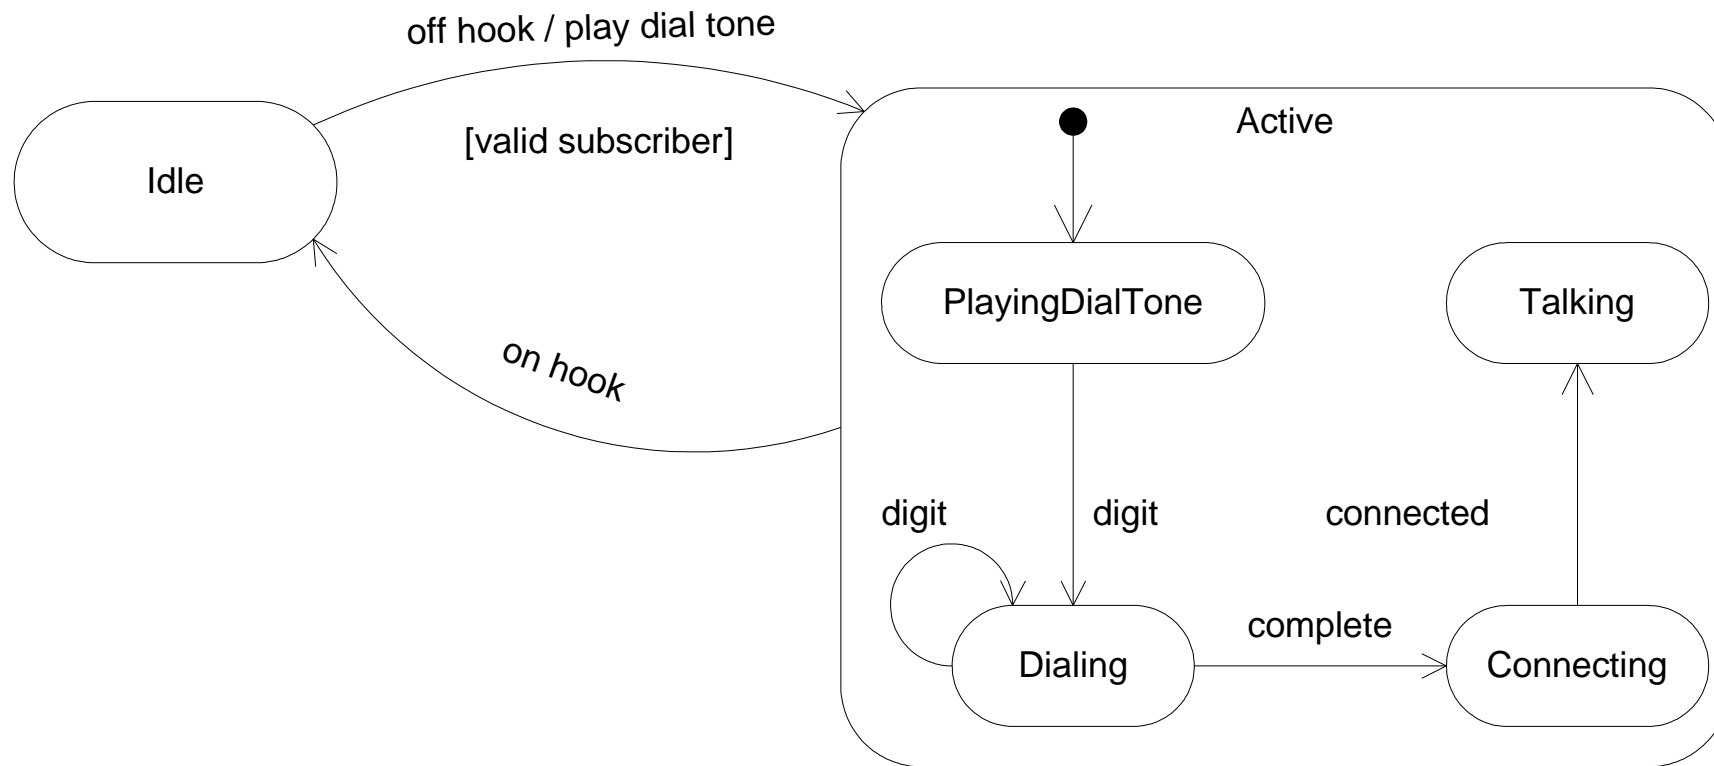 off hook / play dial tone
Active
[valid subscriber]
Idle
PlayingDialTone
Talking
on hook
digit
digit
connected
complete
Dialing
Connecting